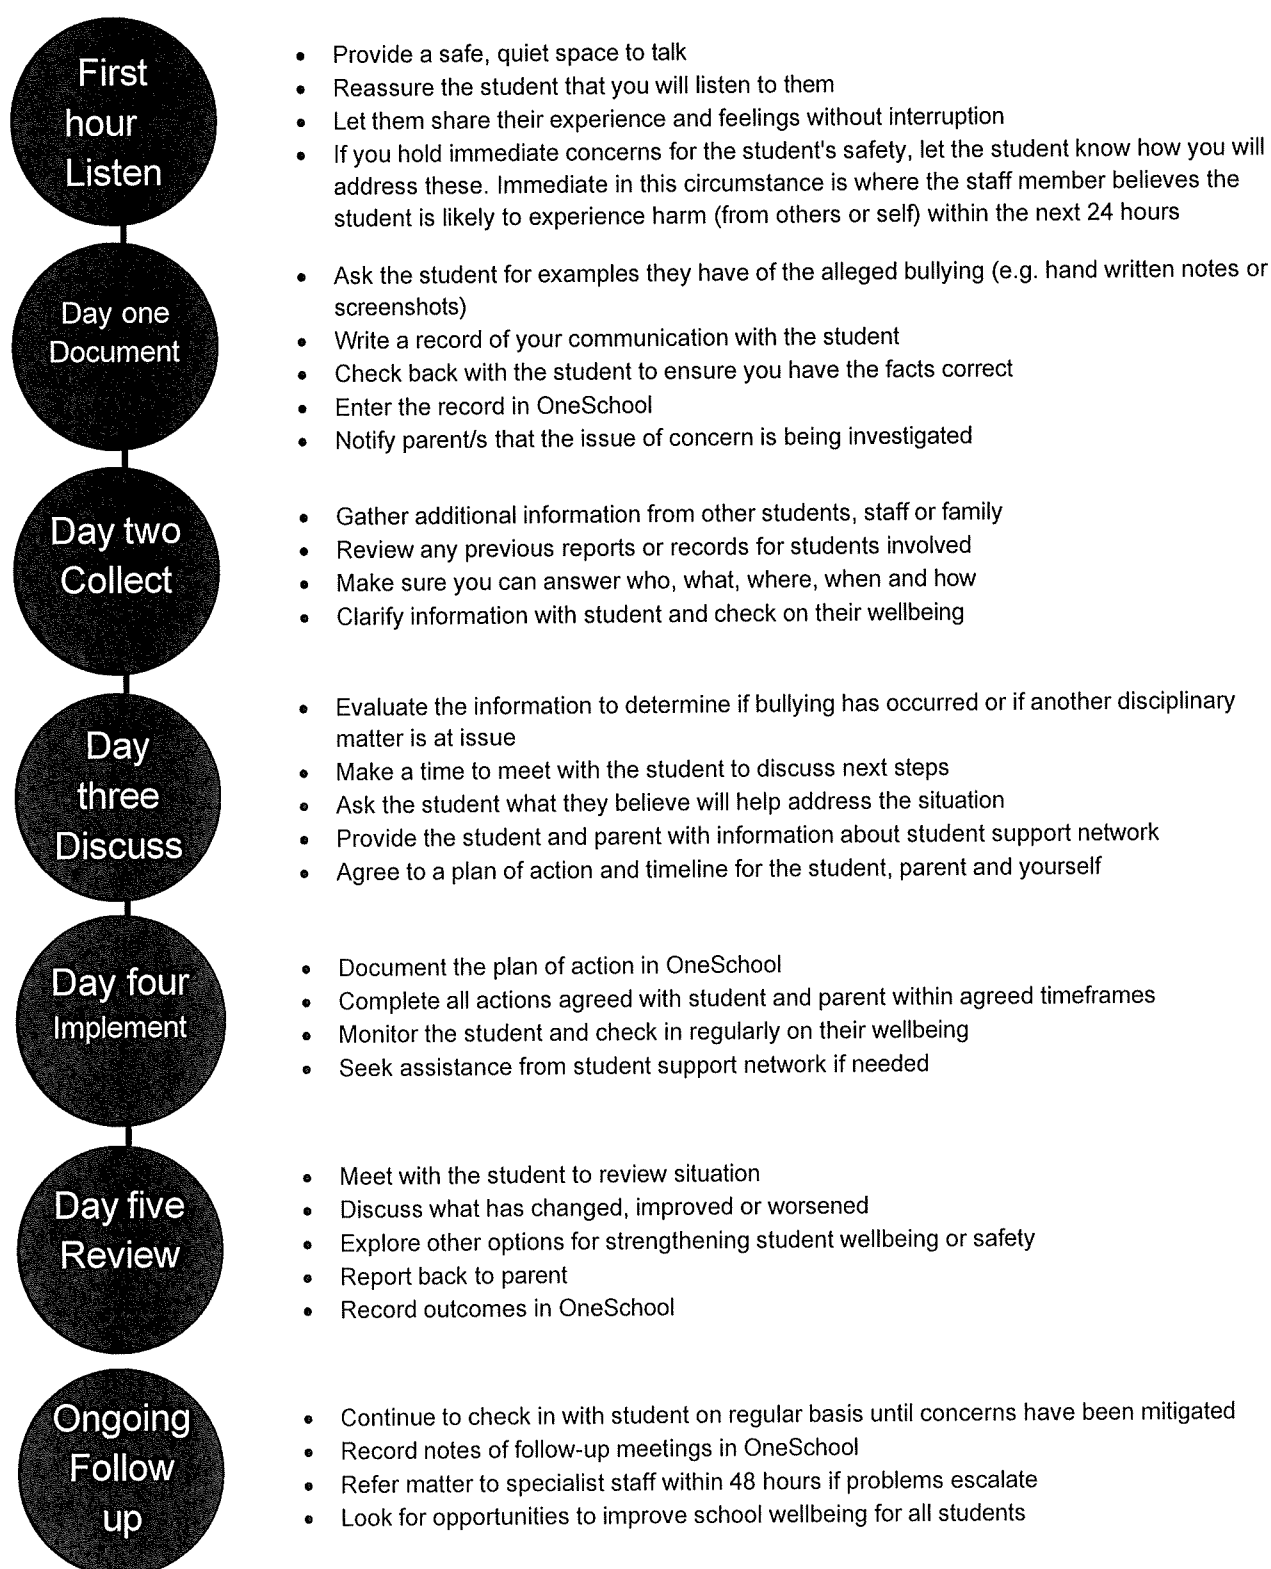 First
hour
Listen
• Provide a safe, quiet space to talk
• Reassure the student that you will listen to them
• Let them share their experience and feelings without interruption
• If you hold immediate concerns for the student's safety, let the student know how you will
address these. Immediate in this circumstance is where the staff member believes the
student is likely to experience harm (from others or self) within the next 24 hours
Day one
Document
• Ask the student for examples they have of the alleged bullying (e.g. hand written notes or
screenshots)
• Write a record of your communication with the student
• Check back with the student to ensure you have the facts correct
• Enter the record in OneSchool
• Notify parent/s that the issue of concern is being investigated
Day two
Collect
• Gather additional information from other students, staff or family
• Review any previous reports or records for students involved
• Make sure you can answer who, what, where, when and how
• Clarify information with student and check on their wellbeing
Day
three
Discuss
• Evaluate the information to determine if bullying has occurred or if another disciplinary
matter is at issue
• Make a time to meet with the student to discuss next steps
• Ask the student what they believe will help address the situation
• Provide the student and parent with information about student support network
• Agree to a plan of action and timeline for the student, parent and yourself
Day four
Implement
• Document the plan of action in OneSchool
• Complete all actions agreed with student and parent within agreed timeframes
• Monitor the student and check in regularly on their wellbeing
• Seek assistance from student support network if needed
Day five
Review
• Meet with the student to review situation
• Discuss what has changed, improved or worsened
• Explore other options for strengthening student wellbeing or safety
• Report back to parent
• Record outcomes in OneSchool
Ongoing
Follow
up
• Continue to check in with student on regular basis until concerns have been mitigated
• Record notes of follow-up meetings in OneSchool
• Refer matter to specialist staff within 48 hours if problems escalate
• Look for opportunities to improve school wellbeing for all students